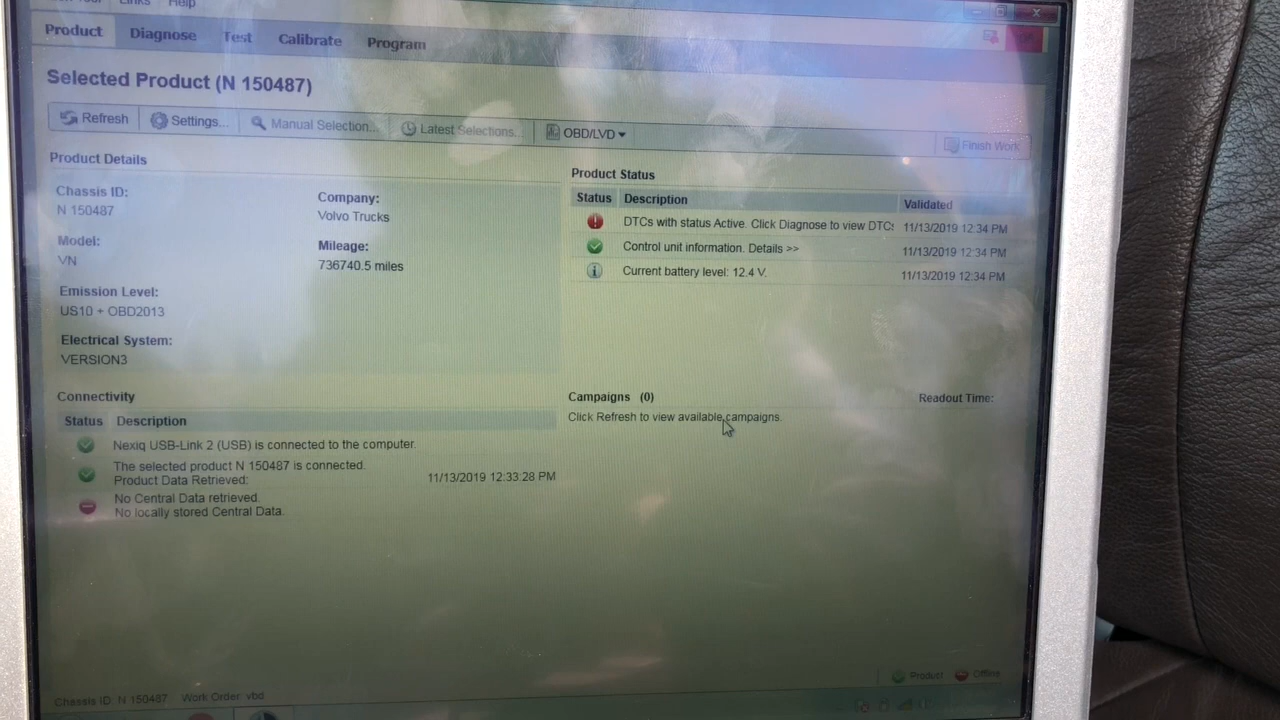 Links Help
Product Diagnose Test Calibrate Program
Selected Product (N 150487)
Refresh Settings... Manual Selection... Latest Selections... OBD/LVD
Finish Work
Product Details
Chassis ID:
N 150487
Company:
Volvo Trucks
Model:
VN
Mileage:
736740.5 miles
Emission Level:
US10 + OBD2013
Electrical System:
VERSION3
Product Status
Status Description Validated
DTCs with status Active. Click Diagnose to view DTCs 11/13/2019 12:34 PM
Control unit information. Details >> 11/13/2019 12:34 PM
Current battery level: 12.4 V. 11/13/2019 12:34 PM
Connectivity
Status Description
Nexiq USB-Link 2 (USB) is connected to the computer.
The selected product N 150487 is connected.
Product Data Retrieved: 11/13/2019 12:33:28 PM
No Central Data retrieved.
No locally stored Central Data.
Campaigns (0) Readout Time:
Click Refresh to view available campaigns.
Product Offline
Chassis ID: N 150487 Work Order: vbd